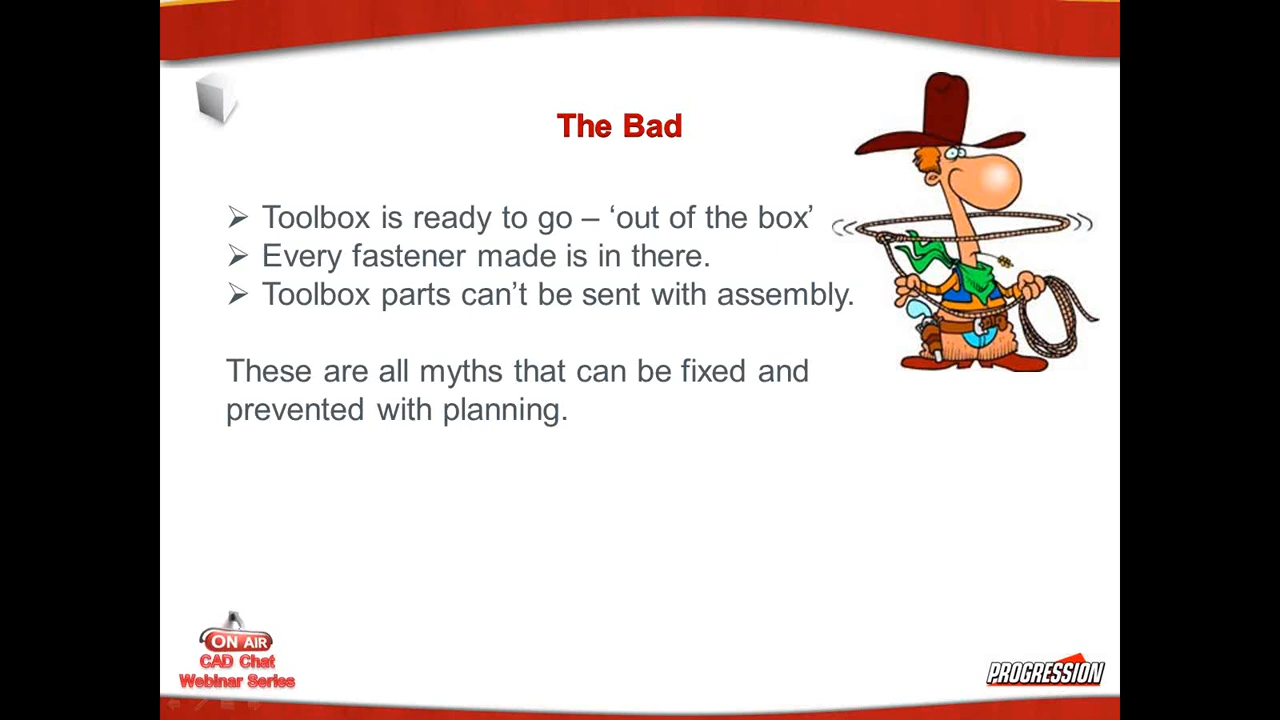 The Bad
➢ Toolbox is ready to go – ‘out of the box’
➢ Every fastener made is in there.
➢ Toolbox parts can’t be sent with assembly.
These are all myths that can be fixed and
prevented with planning.
ON AIR
CAD Chat
Webinar Series
PROGRESSION